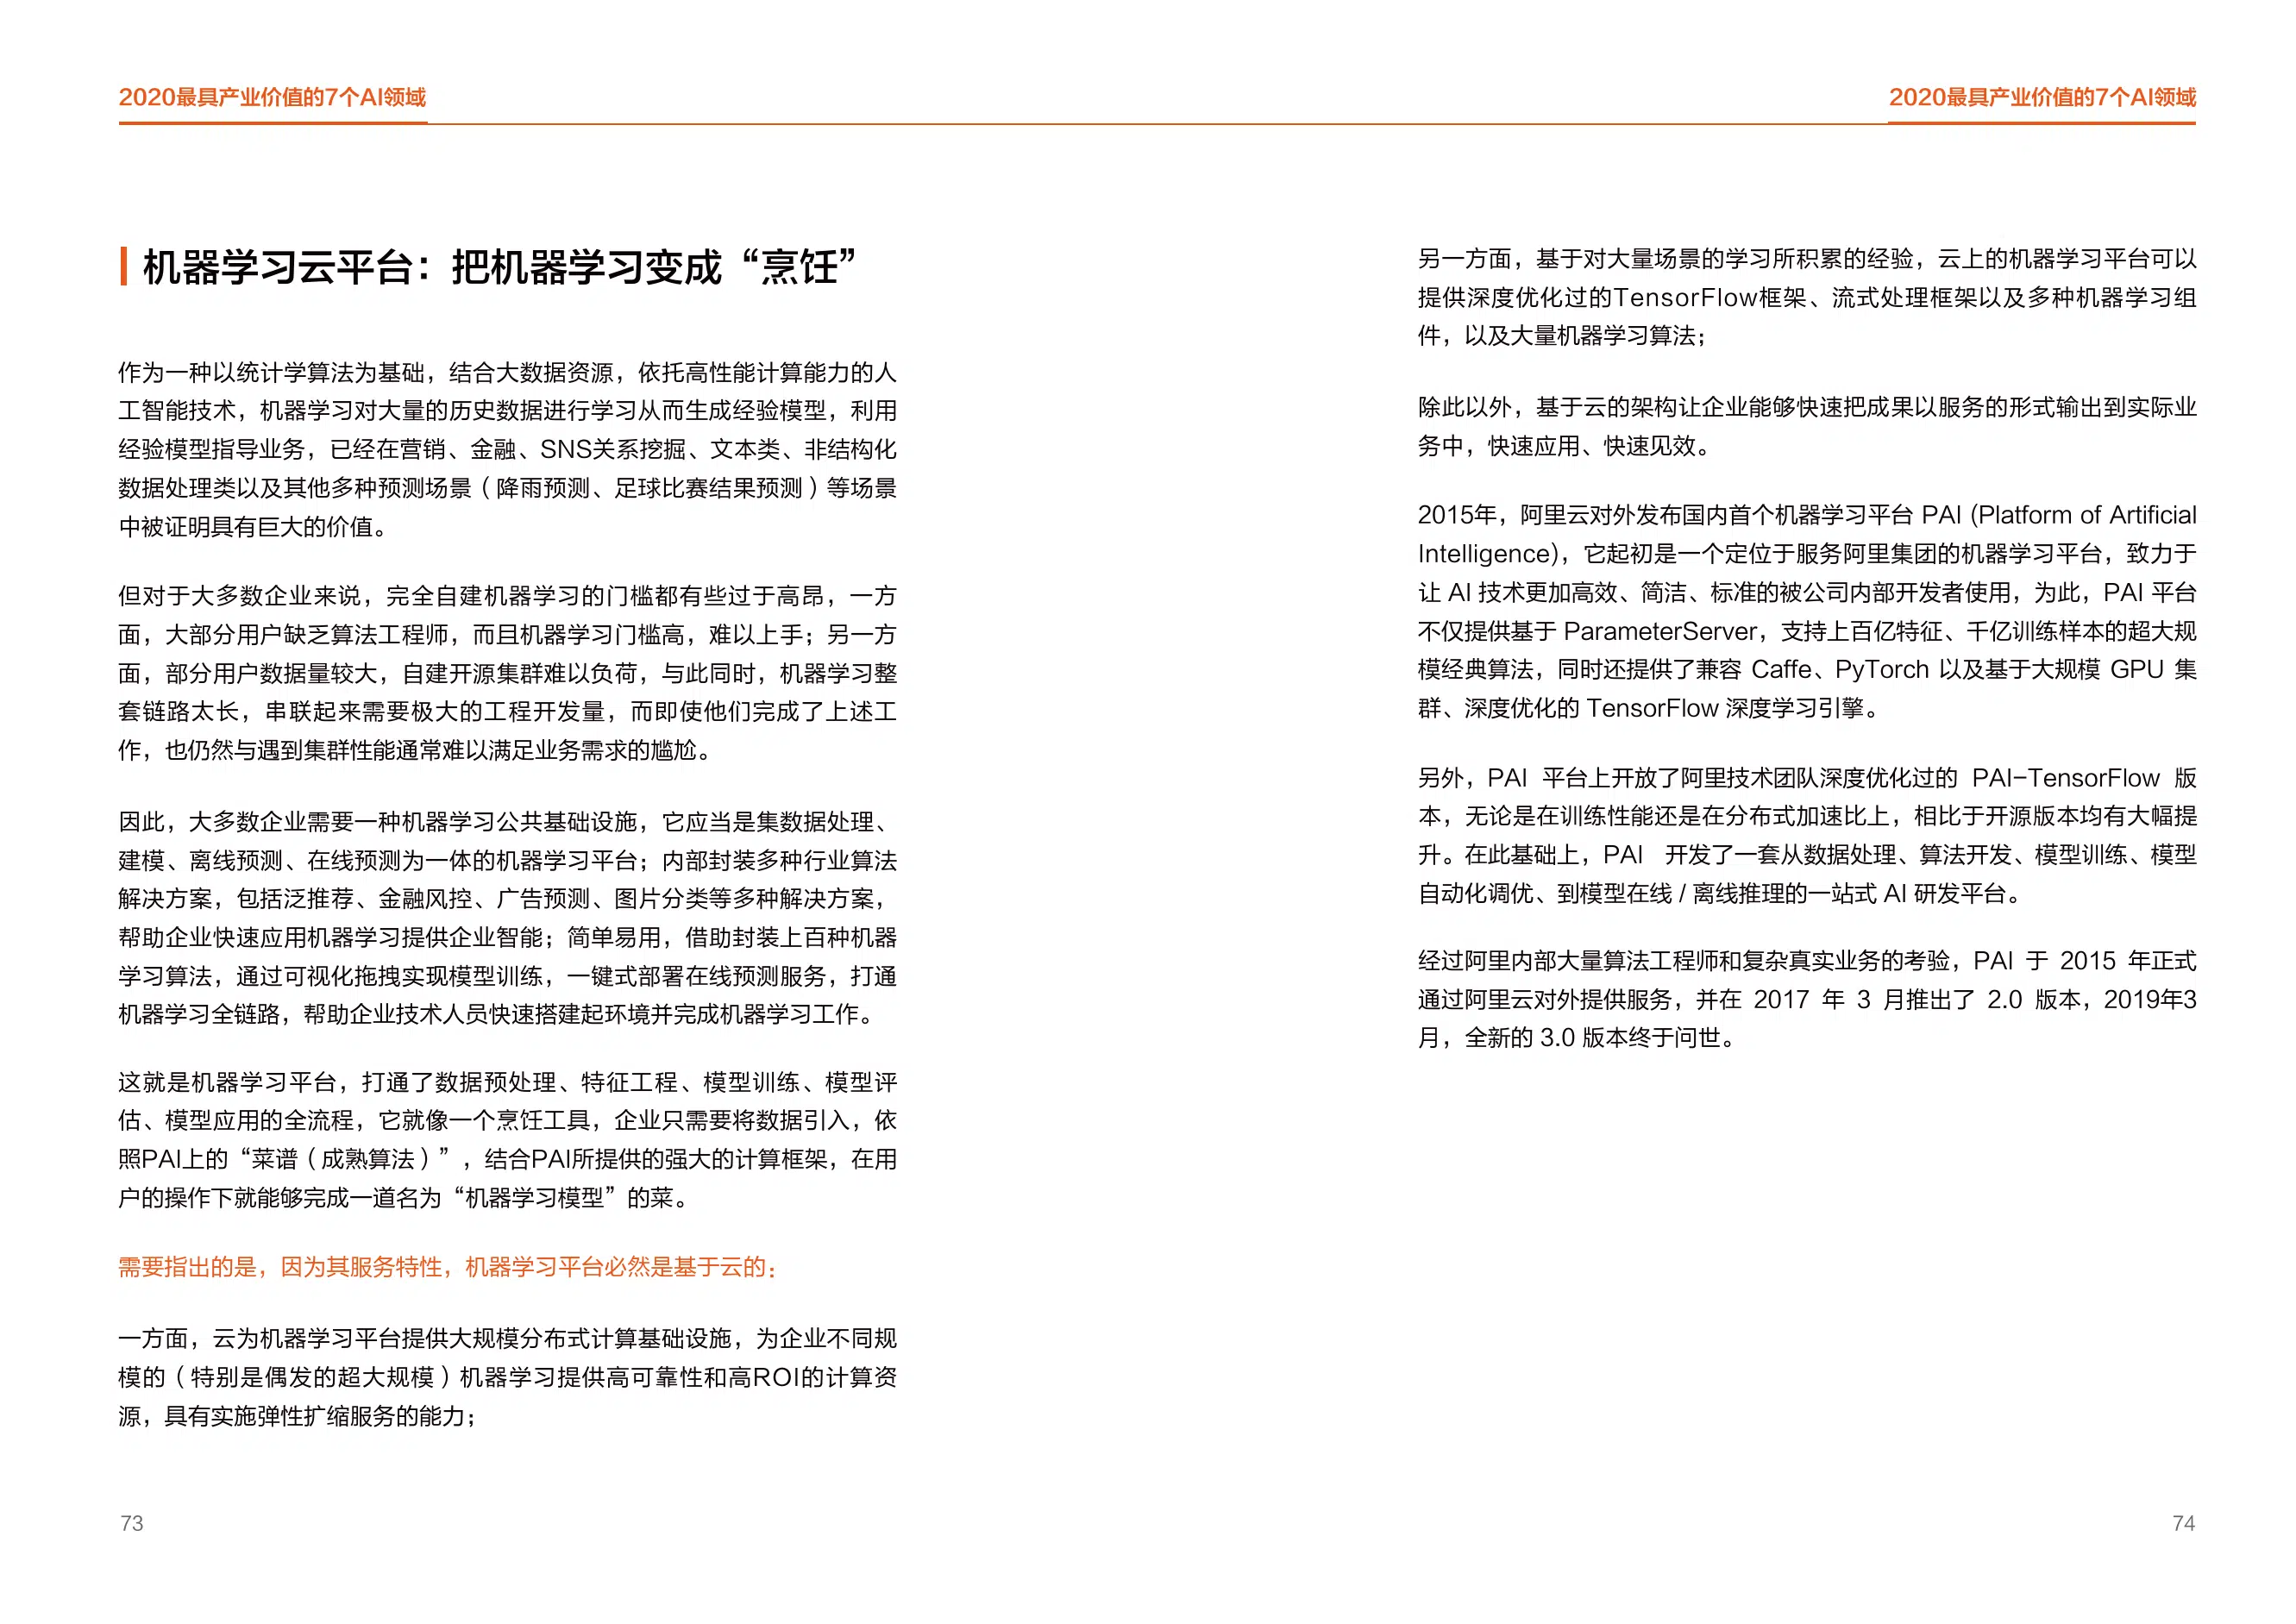 2020最具产业价值的7个AI领域
2020最具产业价值的7个AI领域
机器学习云平台：把机器学习变成“烹饪”
作为一种以统计学算法为基础，结合大数据资源，依托高性能计算能力的人
工智能技术，机器学习对大量的历史数据进行学习从而生成经验模型，利用
经验模型指导业务，已经在营销、金融、SNS关系挖掘、文本类、非结构化
数据处理类以及其他多种预测场景（降雨预测、足球比赛结果预测）等场景
中被证明具有巨大的价值。
但对于大多数企业来说，完全自建机器学习的门槛都有些过于高昂，一方
面，大部分用户缺乏算法工程师，而且机器学习门槛高，难以上手；另一方
面，部分用户数据量较大，自建开源集群难以负荷，与此同时，机器学习整
套链路太长，串联起来需要极大的工程开发量，而即使他们完成了上述工
作，也仍然与遇到集群性能通常难以满足业务需求的尴尬。
因此，大多数企业需要一种机器学习公共基础设施，它应当是集数据处理、
建模、离线预测、在线预测为一体的机器学习平台；内部封装多种行业算法
解决方案，包括泛推荐、金融风控、广告预测、图片分类等多种解决方案，
帮助企业快速应用机器学习提供企业智能；简单易用，借助封装上百种机器
学习算法，通过可视化拖拽实现模型训练，一键式部署在线预测服务，打通
机器学习全链路，帮助企业技术人员快速搭建起环境并完成机器学习工作。
这就是机器学习平台，打通了数据预处理、特征工程、模型训练、模型评
估、模型应用的全流程，它就像一个烹饪工具，企业只需要将数据引入，依
照PAI上的“菜谱（成熟算法）”，结合PAI所提供的强大的计算框架，在用
户的操作下就能够完成一道名为“机器学习模型”的菜。
需要指出的是，因为其服务特性，机器学习平台必然是基于云的：
一方面，云为机器学习平台提供大规模分布式计算基础设施，为企业不同规
模的（特别是偶发的超大规模）机器学习提供高可靠性和高ROI的计算资
源，具有实施弹性扩缩服务的能力；
另一方面，基于对大量场景的学习所积累的经验，云上的机器学习平台可以
提供深度优化过的TensorFlow框架、流式处理框架以及多种机器学习组
件，以及大量机器学习算法；
除此以外，基于云的架构让企业能够快速把成果以服务的形式输出到实际业
务中，快速应用、快速见效。
2015年，阿里云对外发布国内首个机器学习平台 PAI (Platform of Artificial
Intelligence)，它起初是一个定位于服务阿里集团的机器学习平台，致力于
让 AI 技术更加高效、简洁、标准的被公司内部开发者使用，为此，PAI 平台
不仅提供基于 ParameterServer，支持上百亿特征、千亿训练样本的超大规
模经典算法，同时还提供了兼容 Caffe、PyTorch 以及基于大规模 GPU 集
群、深度优化的 TensorFlow 深度学习引擎。
另外，PAI 平台上开放了阿里技术团队深度优化过的 PAI-TensorFlow 版
本，无论是在训练性能还是在分布式加速比上，相比于开源版本均有大幅提
升。在此基础上，PAI 开发了一套从数据处理、算法开发、模型训练、模型
自动化调优、到模型在线 / 离线推理的一站式 AI 研发平台。
经过阿里内部大量算法工程师和复杂真实业务的考验，PAI 于 2015 年正式
通过阿里云对外提供服务，并在 2017 年 3 月推出了 2.0 版本，2019年3
月，全新的 3.0 版本终于问世。
73
74